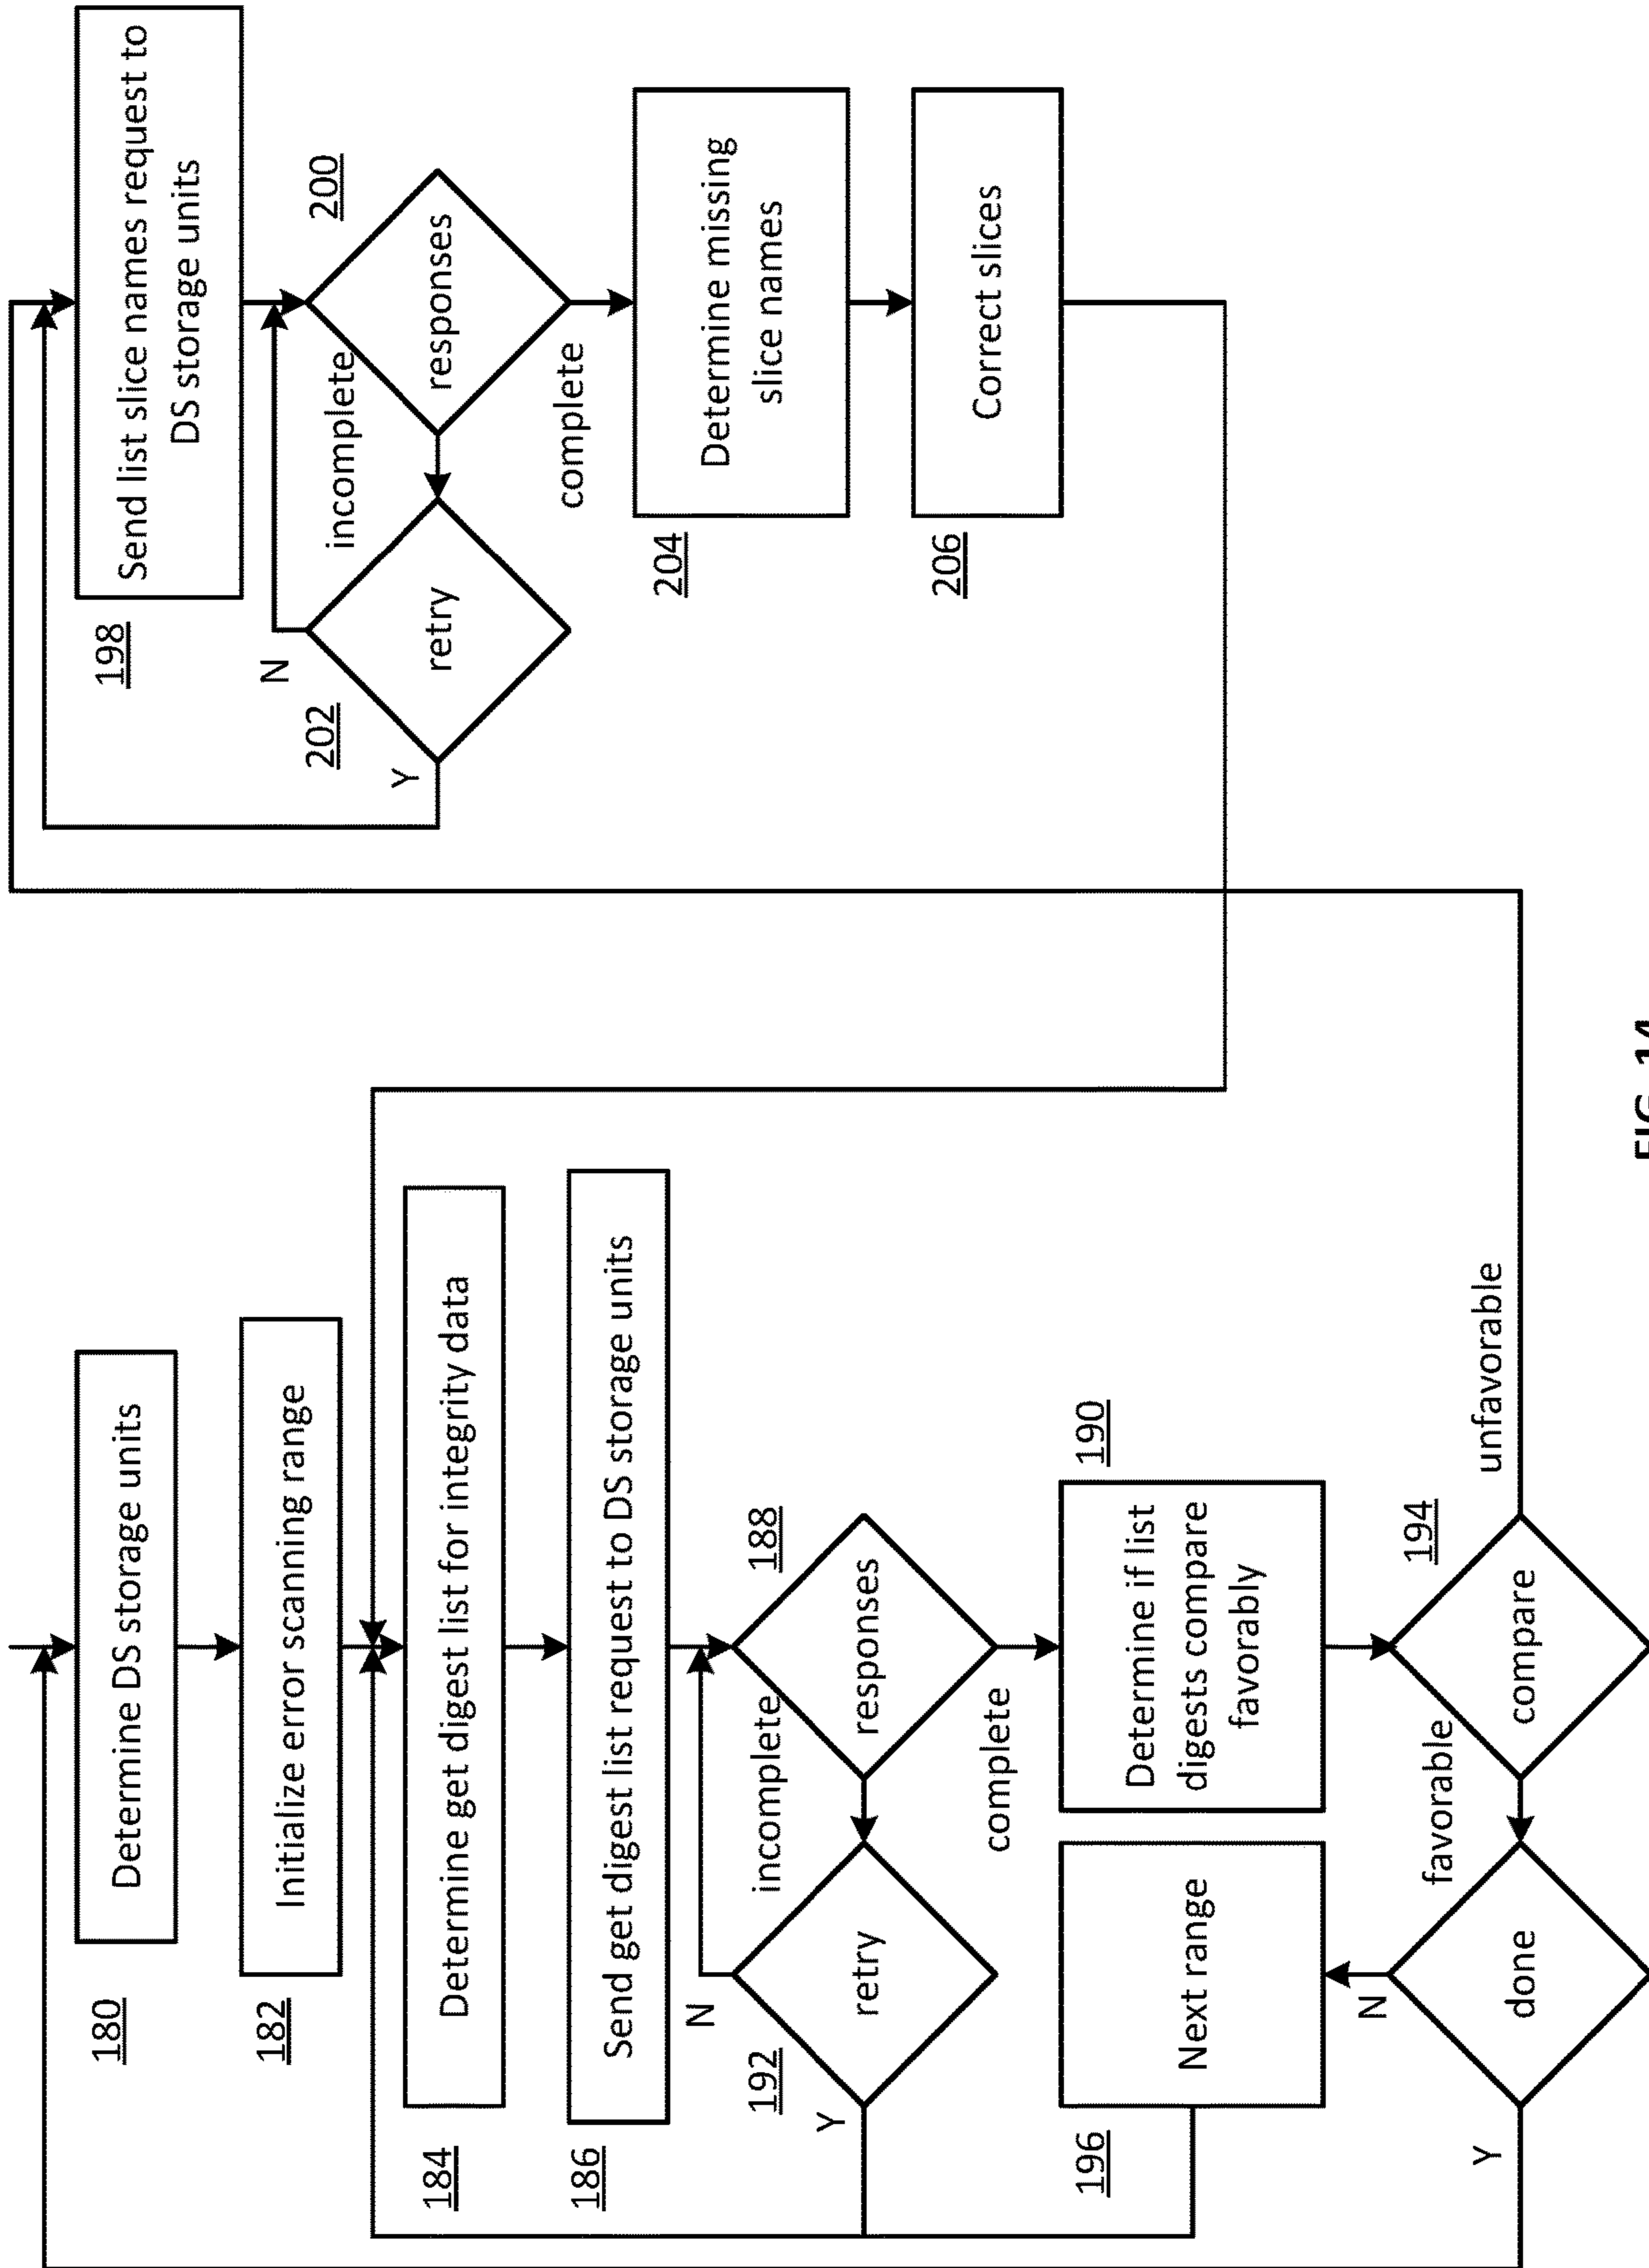 180
Determine DS storage units
182
Initialize error scanning range
184
Determine get digest list for integrity data
186
Send get digest list request to DS storage units
188
responses
incomplete
complete
192
retry
N
Y
190
Determine if list
digests compare
favorably
196
Next range
194
compare
favorable
unfavorable
done
N
Y
198
Send list slice names request to
DS storage units
200
responses
incomplete
complete
202
retry
N
Y
204
Determine missing
slice names
206
Correct slices
FIG. 14